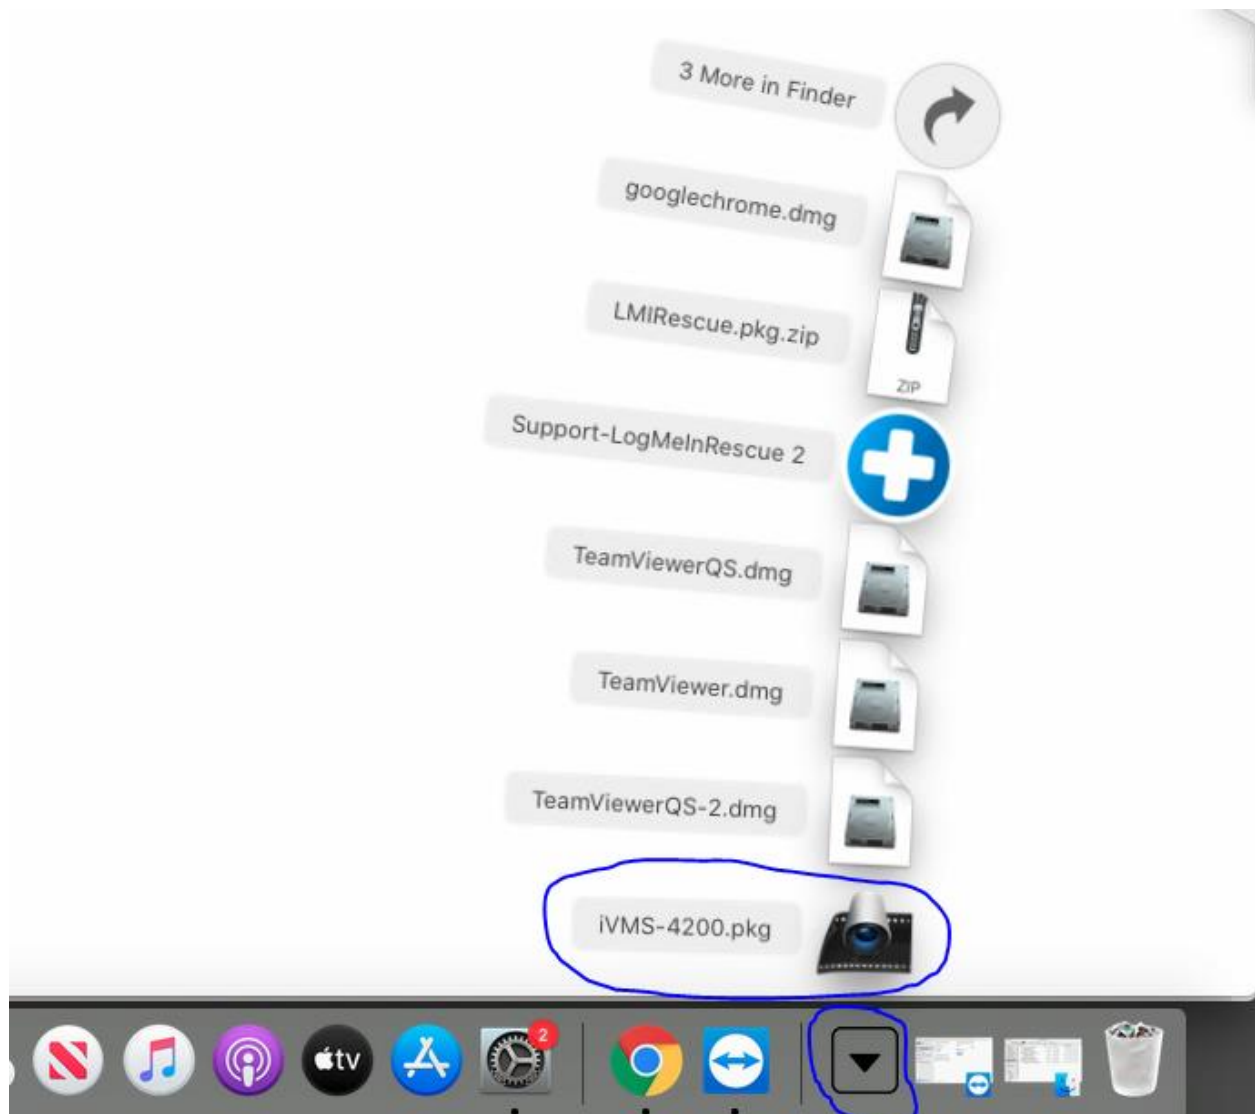 3 More in Finder
googlechrome.dmg
LMIRescue.pkg.zip
ZIP
Support-LogMeInRescue 2
TeamViewerQS.dmg
TeamViewer.dmg
TeamViewerQS-2.dmg
iVMS-4200.pkg
tv
2